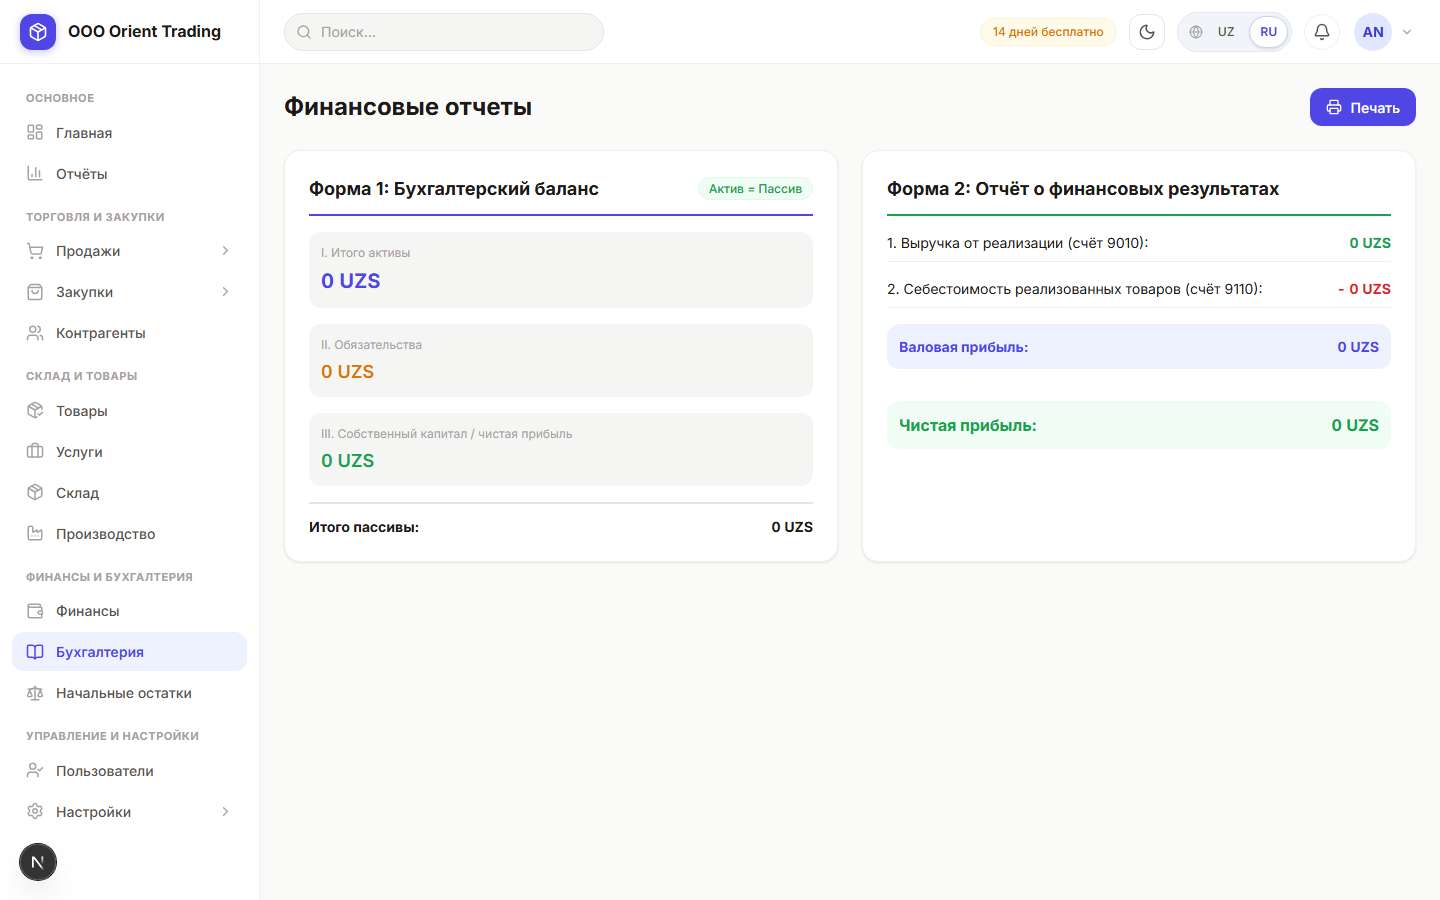 ООО Orient Trading
Поиск...
14 дней бесплатно
UZ
RU
AN
ОСНОВНОЕ
Главная
Отчёты
ТОРГОВЛЯ И ЗАКУПКИ
Продажи
Закупки
Контрагенты
СКЛАД И ТОВАРЫ
Товары
Услуги
Склад
Производство
ФИНАНСЫ И БУХГАЛТЕРИЯ
Финансы
Бухгалтерия
Начальные остатки
УПРАВЛЕНИЕ И НАСТРОЙКИ
Пользователи
Настройки
N
Финансовые отчеты
Печать
Форма 1: Бухгалтерский баланс
Актив = Пассив
I. Итого активы
0 UZS
II. Обязательства
0 UZS
III. Собственный капитал / чистая прибыль
0 UZS
Итого пассивы: 0 UZS
Форма 2: Отчёт о финансовых результатах
1. Выручка от реализации (счёт 9010): 0 UZS
2. Себестоимость реализованных товаров (счёт 9110): - 0 UZS
Валовая прибыль: 0 UZS
Чистая прибыль: 0 UZS